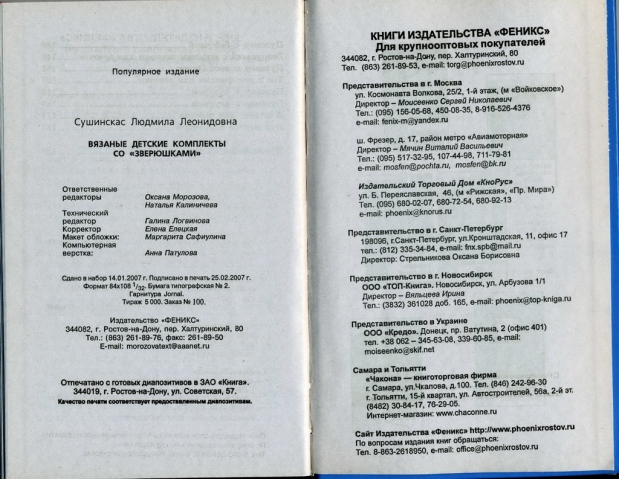 Популярное издание
Сушинскас Людмила Леонидовна
ВЯЗАНЫЕ ДЕТСКИЕ КОМПЛЕКТЫ
СО «ЗВЕРЮШКАМИ»
Ответственные
редакторы Оксана Морозова,
Наталья Калиничева
Технический
редактор Галина Логвинова
Корректор Елена Елецкая
Макет обложки: Маргарита Сафиулина
Компьютерная
верстка: Анна Патулова
Сдано в набор 14.01.2007 г. Подписано в печать 25.02.2007 г.
Формат 84x108 1/32. Бумага типографская № 2.
Гарнитура Jornal.
Тираж 5 000. Заказ № 100.
Издательство «ФЕНИКС»
344082, г. Ростов-на-Дону, пер. Халтуринский, 80
Тел.: (863) 261-89-76, факс: 261-89-50
E-mail: morozovatext@aaanet.ru
Отпечатано с готовых диапозитивов в ЗАО «Книга».
344019, г. Ростов-на-Дону, ул. Советская, 57.
Качество печати соответствует предоставленным диапозитивам.
КНИГИ ИЗДАТЕЛЬСТВА «ФЕНИКС»
Для крупнооптовых покупателей
344082, г. Ростов-на-Дону, пер. Халтуринский, 80
Тел. (863) 261-89-53, e-mail: torg@phoenixrostov.ru
Представительства в г. Москва
ул. Космонавта Волкова, 25/2, 1-й этаж, (м «Войковское»)
Директор – Моисеенко Сергей Николаевич
Тел.: (095) 156-05-68, 450-08-35, 8-916-526-4376
e-mail: fenix-m@yandex.ru
ш. Фрезер, д. 17, район метро «Авиамоторная»
Директор – Мячин Виталий Васильевич
Тел.: (095) 517-32-95, 107-44-98, 711-79-81
e-mail: mosfen@pochta.ru, mosfen@bk.ru
Издательский Торговый Дом «КноРус»
ул. Б. Переяславская, 46, (м «Рижская», «Пр. Мира»)
Тел. (095) 680-02-07, 680-72-54, 680-92-13
e-mail: phoenix@knorus.ru
Представительство в г. Санкт-Петербург
198096, г.Санкт-Петербург, ул.Кронштадская, 11, офис 17
тел.: (812) 335-34-84, e-mail: fnx.spb@mail.ru
Директор: Стрельникова Оксана Борисовна
Представительство в г. Новосибирск
ООО «ТОП-Книга». Новосибирск, ул. Арбузова 1/1
Директор – Вяльцева Ирина
Тел.: (3832) 361028 доб. 165, e-mail: phoenix@top-kniga.ru
Представительство в Украине
ООО «Кредо». Донецк, пр. Ватутина, 2 (офис 401)
тел. +38 062 – 345-63-08, 339-60-85, e-mail:
moiseenko@skif.net
Самара и Тольятти
«Чакона» — книготорговая фирма
г. Самара, ул.Чкалова, д.100. Тел. (846) 242-96-30
г. Тольятти, 15-й квартал, ул. Автостроителей, 56а, 2-й эт.
(8482) 30-84-17, 76-29-05.
Интернет-магазин: www.chaconne.ru
Сайт Издательства «Феникс» http://www.phoenixrostov.ru
По вопросам издания книг обращаться:
Тел. 8-863-2618950, e-mail: office@phoenixrostov.ru